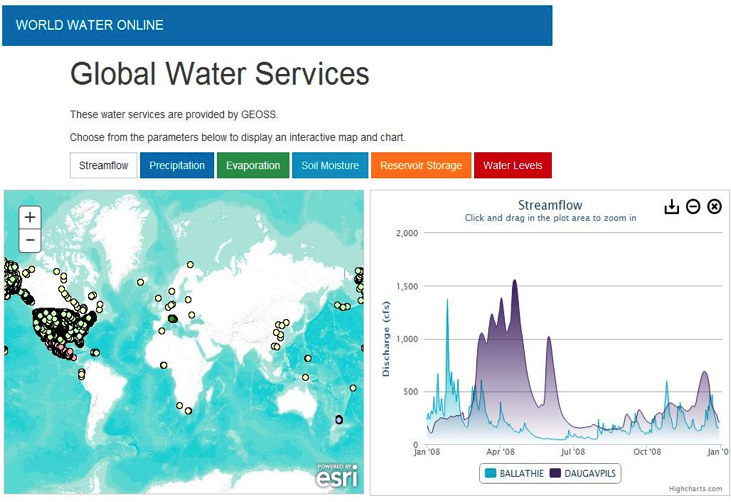 WORLD WATER ONLINE
Global Water Services
These water services are provided by GEOSS.
Choose from the parameters below to display an interactive map and chart.
Streamflow Precipitation Evaporation Soil Moisture Reservoir Storage Water Levels
+
−
POWERED BY
esri
Streamflow
Click and drag in the plot area to zoom in
Discharge (cfs)
2,000
1,500
1,000
500
0
Jan '08 Apr '08 Jul '08 Oct '08 Jan '0
BALLATHIE DAUGAVPILS
Highcharts.com